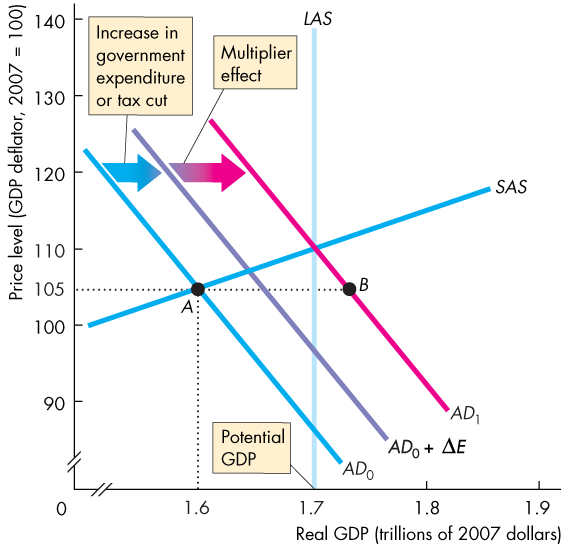 Price level (GDP deflator, 2007 = 100)
140
130
120
110
105
100
90
0
Increase in
government
expenditure
or tax cut
Multiplier
effect
LAS
SAS
A
B
AD₁
AD₀ + ΔE
AD₀
Potential
GDP
1.6
1.7
1.8
1.9
Real GDP (trillions of 2007 dollars)